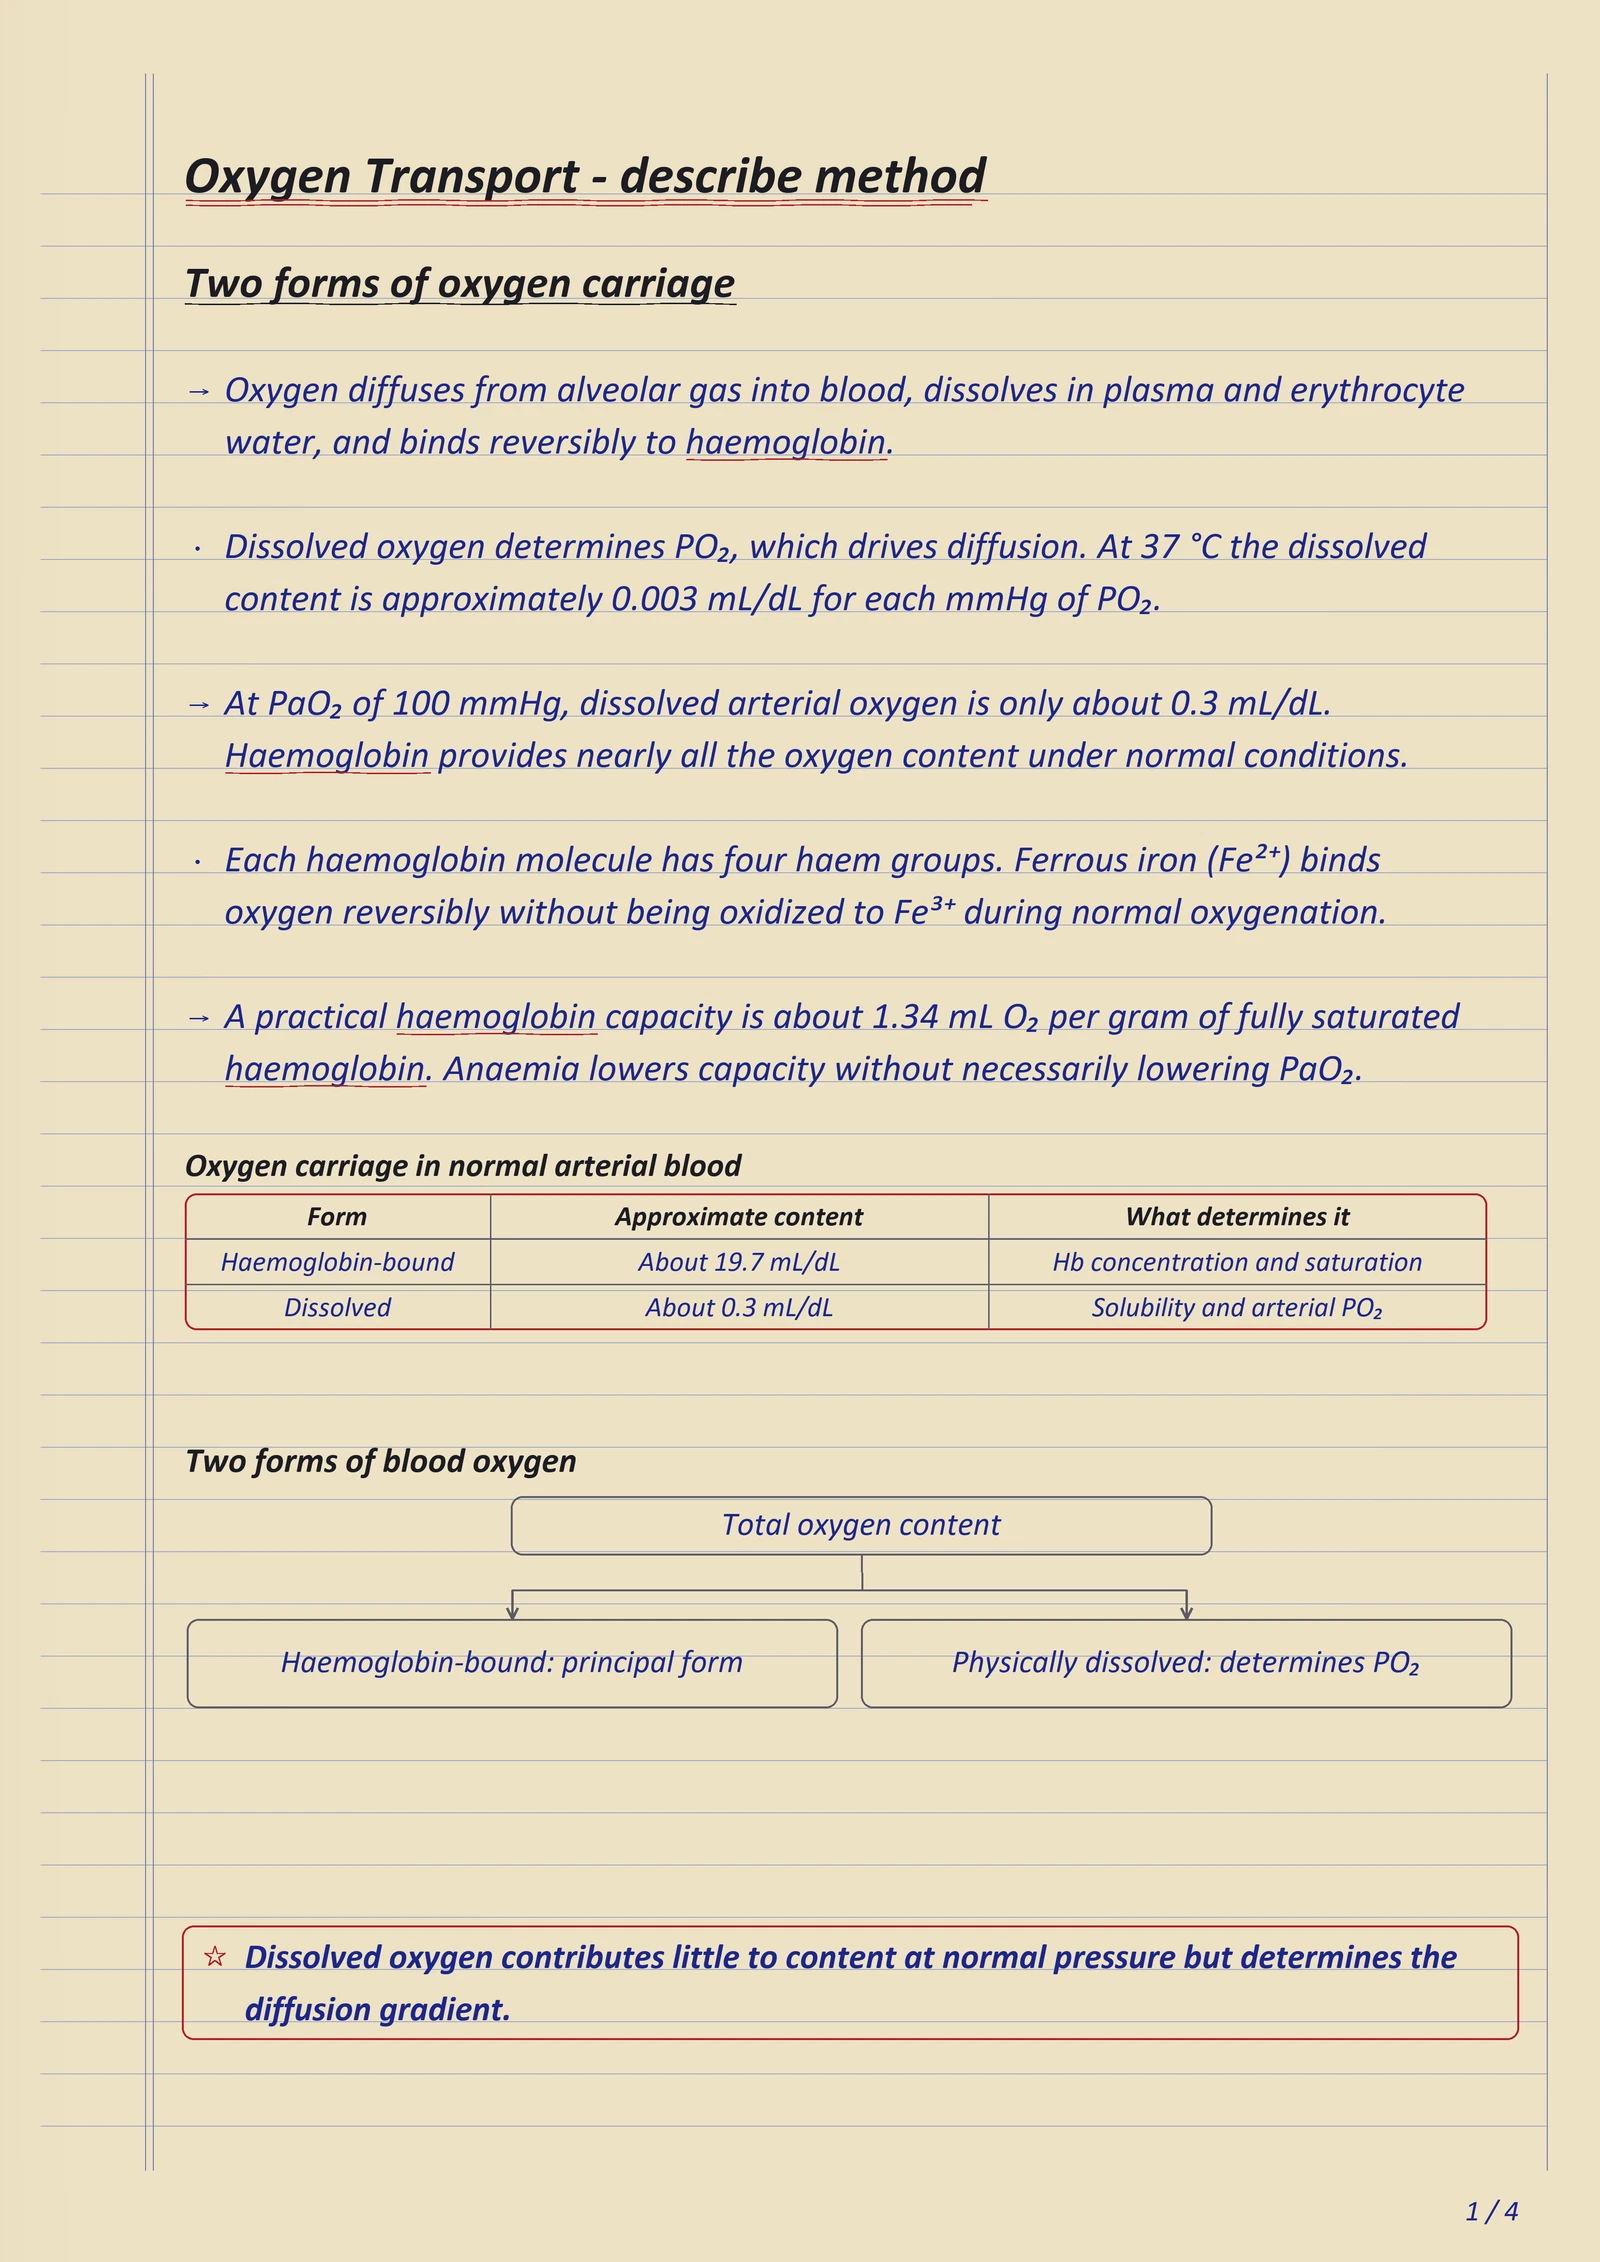 Oxygen Transport - describe method
Two forms of oxygen carriage
→ Oxygen diffuses from alveolar gas into blood, dissolves in plasma and erythrocyte
water, and binds reversibly to haemoglobin.
· Dissolved oxygen determines PO₂, which drives diffusion. At 37 °C the dissolved
content is approximately 0.003 mL/dL for each mmHg of PO₂.
→ At PaO₂ of 100 mmHg, dissolved arterial oxygen is only about 0.3 mL/dL.
Haemoglobin provides nearly all the oxygen content under normal conditions.
· Each haemoglobin molecule has four haem groups. Ferrous iron (Fe²⁺) binds
oxygen reversibly without being oxidized to Fe³⁺ during normal oxygenation.
→ A practical haemoglobin capacity is about 1.34 mL O₂ per gram of fully saturated
haemoglobin. Anaemia lowers capacity without necessarily lowering PaO₂.
Oxygen carriage in normal arterial blood
Form Approximate content What determines it
Haemoglobin-bound About 19.7 mL/dL Hb concentration and saturation
Dissolved About 0.3 mL/dL Solubility and arterial PO₂
Two forms of blood oxygen
Total oxygen content
Haemoglobin-bound: principal form Physically dissolved: determines PO₂
☆ Dissolved oxygen contributes little to content at normal pressure but determines the
diffusion gradient.
1 / 4